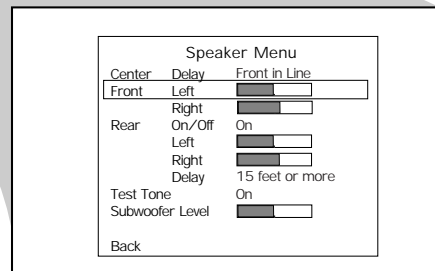 Speaker Menu
Center Delay Front in Line
Front Left
Right
Rear On/Off On
Left
Right
Delay 15 feet or more
Test Tone On
Subwoofer Level
Back